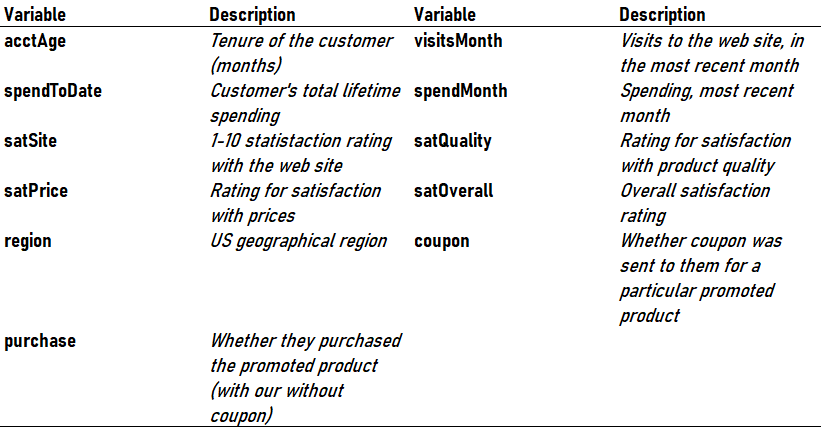 Variable Description Variable Description
acctAge Tenure of the customer visitsMonth Visits to the web site, in
(months) the most recent month
spendToDate Customer's total lifetime spendMonth Spending, most recent
spending month
satSite 1-10 statistaction rating satQuality Rating for satisfaction
with the web site with product quality
satPrice Rating for satisfaction satOverall Overall satisfaction
with prices rating
region US geographical region coupon Whether coupon was
sent to them for a
particular promoted
product
purchase Whether they purchased
the promoted product
(with our without
coupon)